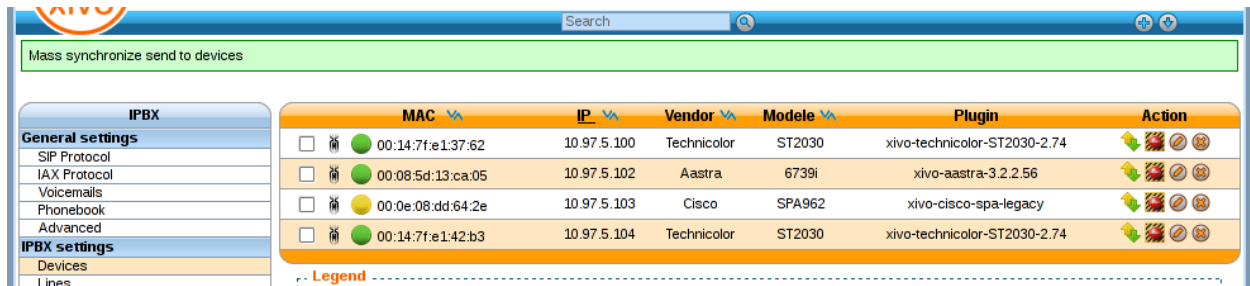 XIVO
Search
Mass synchronize send to devices
IPBX
General settings
SIP Protocol
IAX Protocol
Voicemails
Phonebook
Advanced
IPBX settings
Devices
Lines
MAC IP Vendor Modele Plugin Action
00:14:7f:e1:37:62 10.97.5.100 Technicolor ST2030 xivo-technicolor-ST2030-2.74
00:08:5d:13:ca:05 10.97.5.102 Aastra 6739i xivo-aastra-3.2.2.56
00:0e:08:dd:64:2e 10.97.5.103 Cisco SPA962 xivo-cisco-spa-legacy
00:14:7f:e1:42:b3 10.97.5.104 Technicolor ST2030 xivo-technicolor-ST2030-2.74
Legend